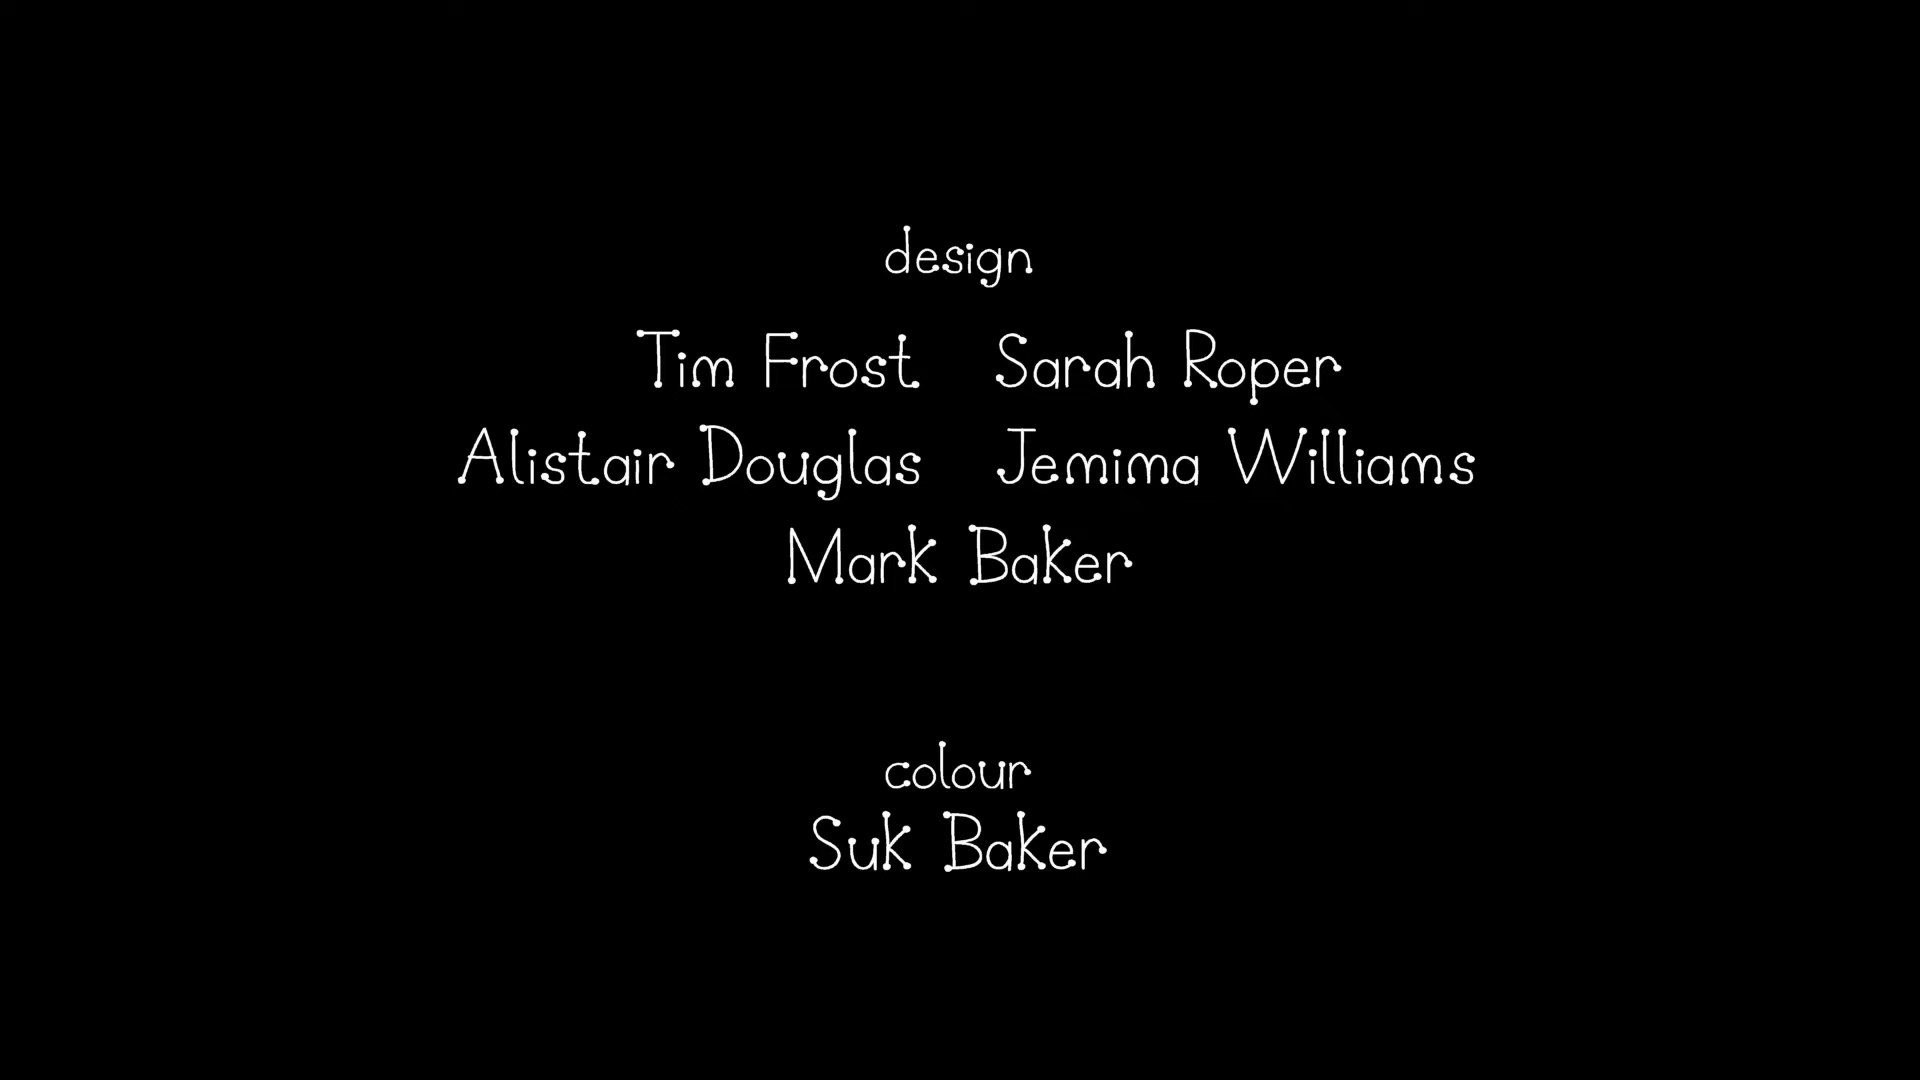 design
Tim Frost Sarah Roper
Alistair Douglas Jemima Williams
Mark Baker
colour
Suk Baker